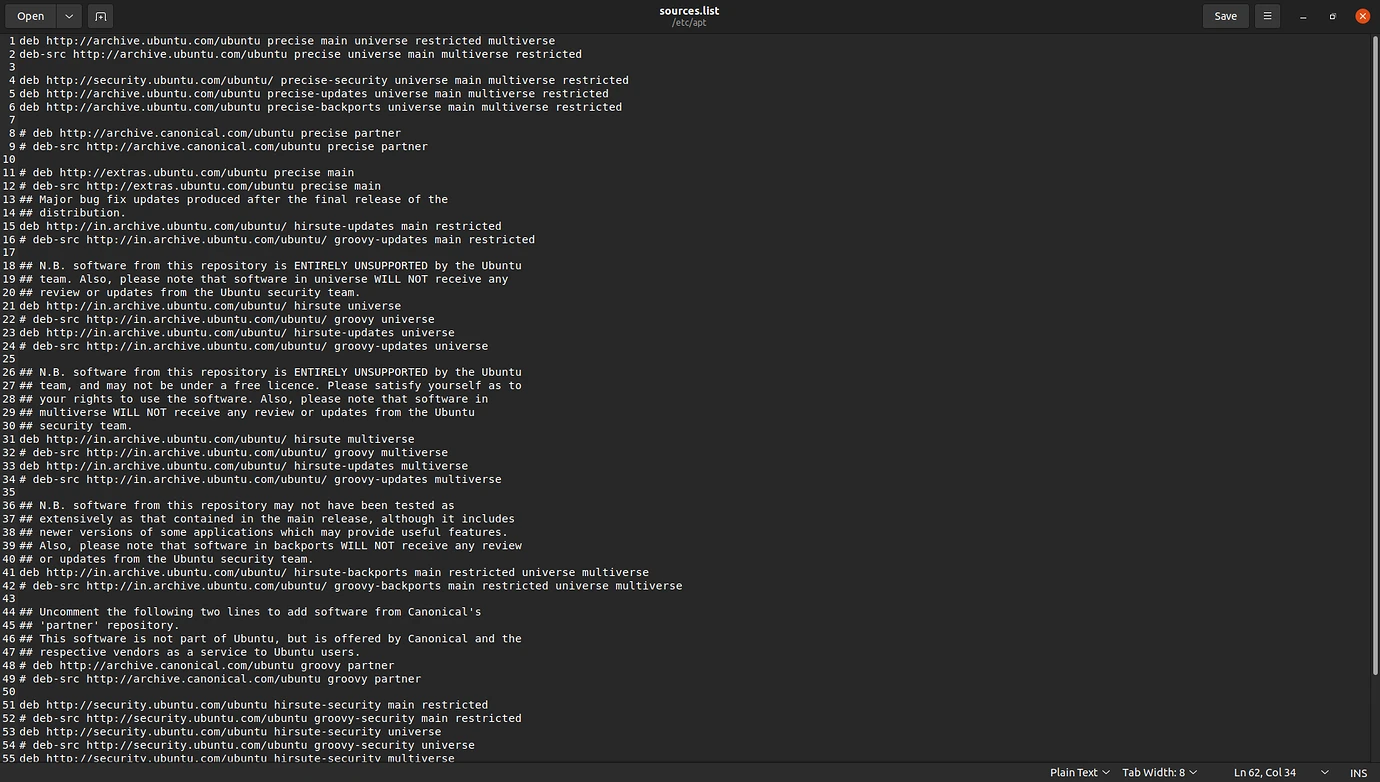 Open
sources.list
/etc/apt
Save
1 deb http://archive.ubuntu.com/ubuntu precise main universe restricted multiverse
2 deb-src http://archive.ubuntu.com/ubuntu precise universe main multiverse restricted
3
4 deb http://security.ubuntu.com/ubuntu/ precise-security universe main multiverse restricted
5 deb http://archive.ubuntu.com/ubuntu precise-updates universe main multiverse restricted
6 deb http://archive.ubuntu.com/ubuntu precise-backports universe main multiverse restricted
7
8 # deb http://archive.canonical.com/ubuntu precise partner
9 # deb-src http://archive.canonical.com/ubuntu precise partner
10
11 # deb http://extras.ubuntu.com/ubuntu precise main
12 # deb-src http://extras.ubuntu.com/ubuntu precise main
13 ## Major bug fix updates produced after the final release of the
14 ## distribution.
15 deb http://in.archive.ubuntu.com/ubuntu/ hirsute-updates main restricted
16 # deb-src http://in.archive.ubuntu.com/ubuntu/ groovy-updates main restricted
17
18 ## N.B. software from this repository is ENTIRELY UNSUPPORTED by the Ubuntu
19 ## team. Also, please note that software in universe WILL NOT receive any
20 ## review or updates from the Ubuntu security team.
21 deb http://in.archive.ubuntu.com/ubuntu/ hirsute universe
22 # deb-src http://in.archive.ubuntu.com/ubuntu/ groovy universe
23 deb http://in.archive.ubuntu.com/ubuntu/ hirsute-updates universe
24 # deb-src http://in.archive.ubuntu.com/ubuntu/ groovy-updates universe
25
26 ## N.B. software from this repository is ENTIRELY UNSUPPORTED by the Ubuntu
27 ## team, and may not be under a free licence. Please satisfy yourself as to
28 ## your rights to use the software. Also, please note that software in
29 ## multiverse WILL NOT receive any review or updates from the Ubuntu
30 ## security team.
31 deb http://in.archive.ubuntu.com/ubuntu/ hirsute multiverse
32 # deb-src http://in.archive.ubuntu.com/ubuntu/ groovy multiverse
33 deb http://in.archive.ubuntu.com/ubuntu/ hirsute-updates multiverse
34 # deb-src http://in.archive.ubuntu.com/ubuntu/ groovy-updates multiverse
35
36 ## N.B. software from this repository may not have been tested as
37 ## extensively as that contained in the main release, although it includes
38 ## newer versions of some applications which may provide useful features.
39 ## Also, please note that software in backports WILL NOT receive any review
40 ## or updates from the Ubuntu security team.
41 deb http://in.archive.ubuntu.com/ubuntu/ hirsute-backports main restricted universe multiverse
42 # deb-src http://in.archive.ubuntu.com/ubuntu/ groovy-backports main restricted universe multiverse
43
44 ## Uncomment the following two lines to add software from Canonical's
45 ## 'partner' repository.
46 ## This software is not part of Ubuntu, but is offered by Canonical and the
47 ## respective vendors as a service to Ubuntu users.
48 # deb http://archive.canonical.com/ubuntu groovy partner
49 # deb-src http://archive.canonical.com/ubuntu groovy partner
50
51 deb http://security.ubuntu.com/ubuntu hirsute-security main restricted
52 # deb-src http://security.ubuntu.com/ubuntu groovy-security main restricted
53 deb http://security.ubuntu.com/ubuntu hirsute-security universe
54 # deb-src http://security.ubuntu.com/ubuntu groovy-security universe
55 deb http://security.ubuntu.com/ubuntu hirsute-security multiverse
Plain Text Tab Width: 8 Ln 62, Col 34 INS